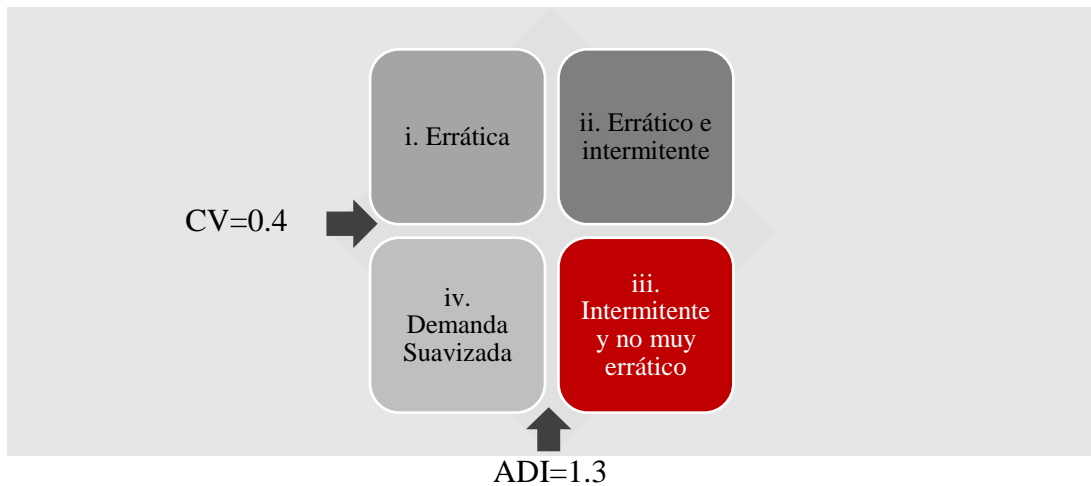 i. Errática
ii. Errático e
intermitente
CV=0.4
iv.
Demanda
Suavizada
iii.
Intermitente
y no muy
errático
ADI=1.3